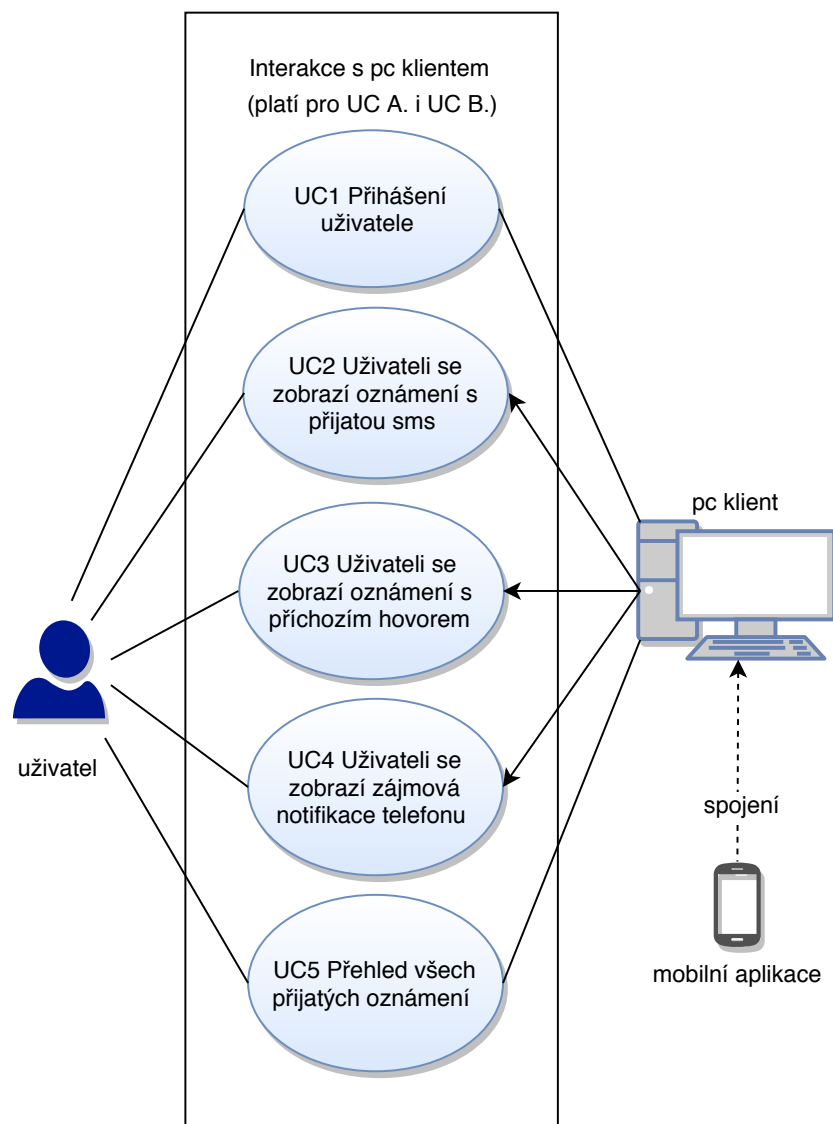 Interakce s pc klientem
(platí pro UC A. i UC B.)
UC1 Přihášení
uživatele
UC2 Uživateli se
zobrazí oznámení s
přijatou sms
pc klient
UC3 Uživateli se
zobrazí oznámení s
příchozím hovorem
uživatel
UC4 Uživateli se
zobrazí zájmová
notifikace telefonu
spojení
UC5 Přehled všech
přijatých oznámení
mobilní aplikace